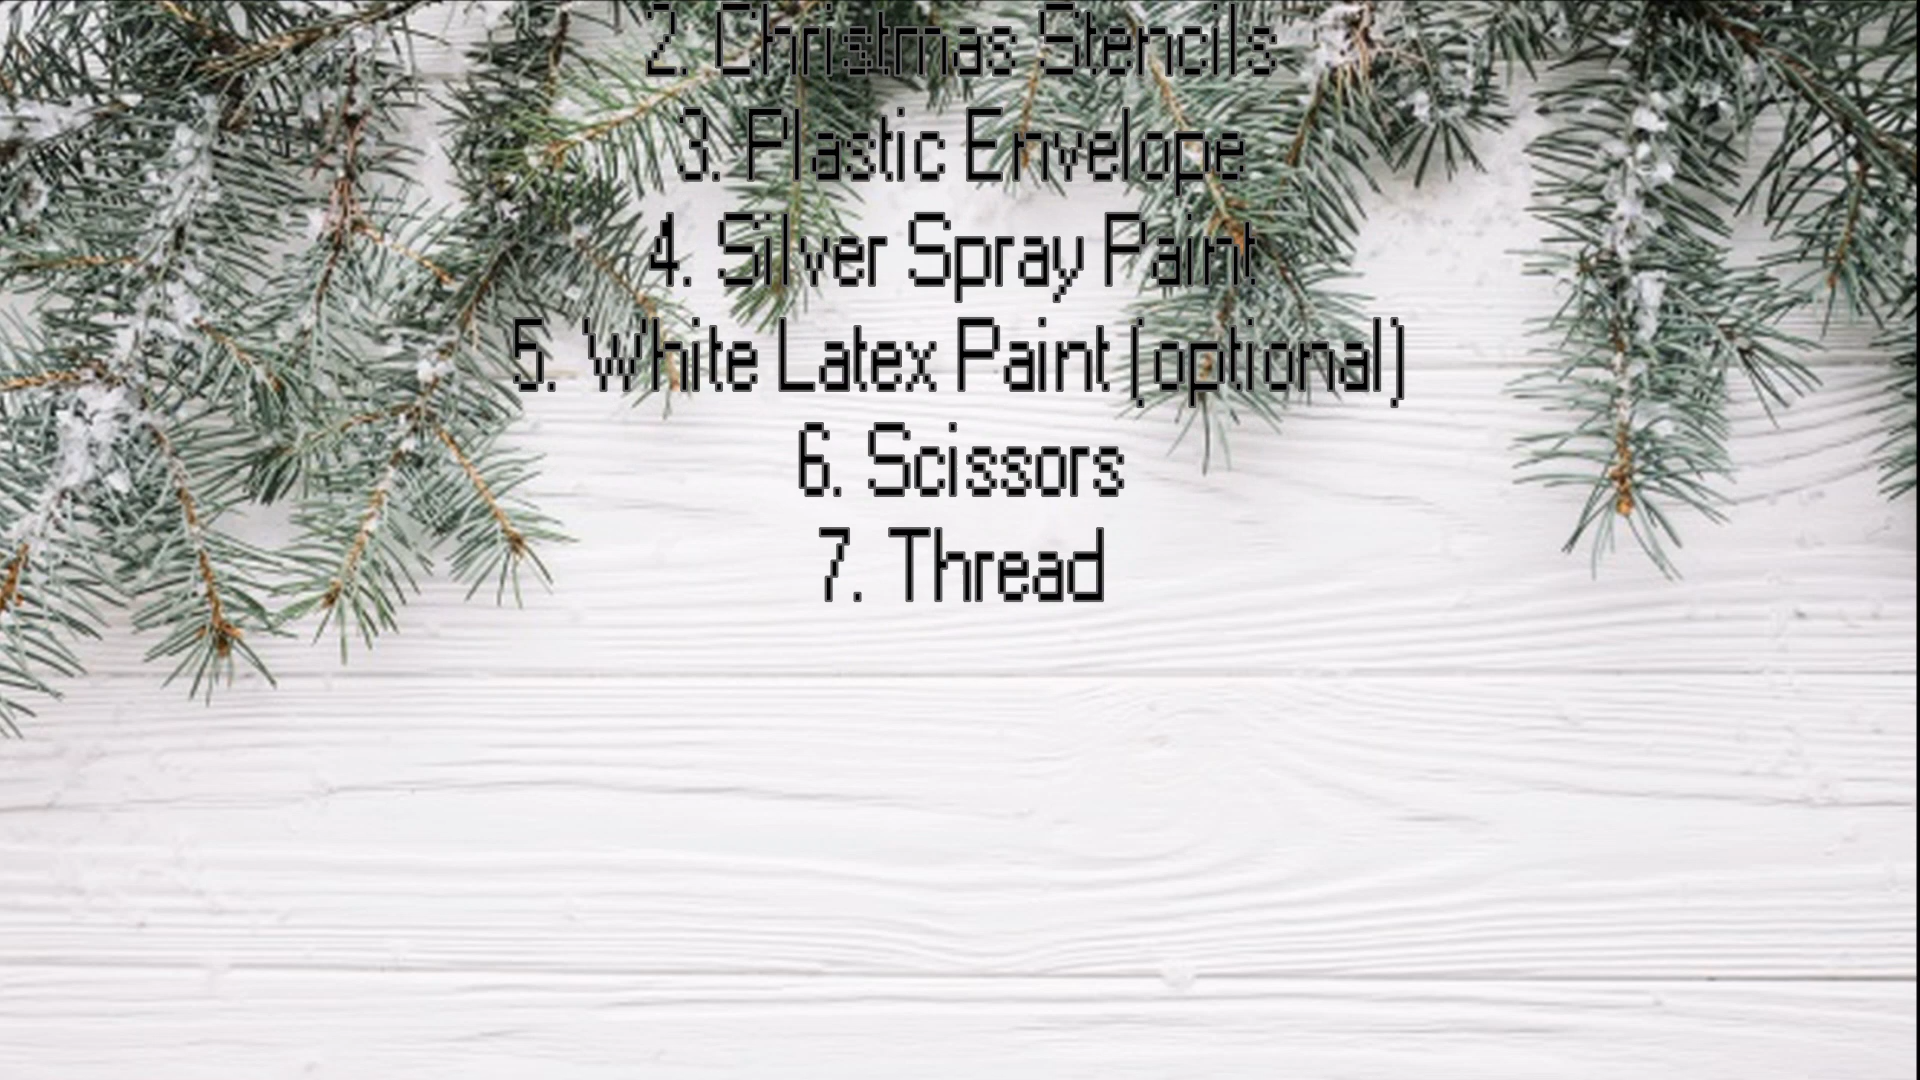 2. Christmas Stencils
3. Plastic Envelope
4. Silver Spray Paint
5. White Latex Paint (optional)
6. Scissors
7. Thread